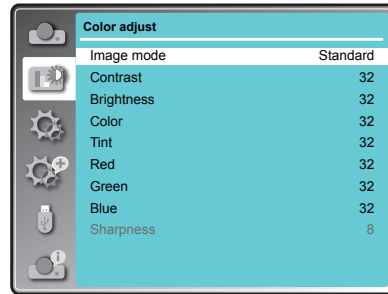 Color adjust
Image mode Standard
Contrast 32
Brightness 32
Color 32
Tint 32
Red 32
Green 32
Blue 32
Sharpness 8